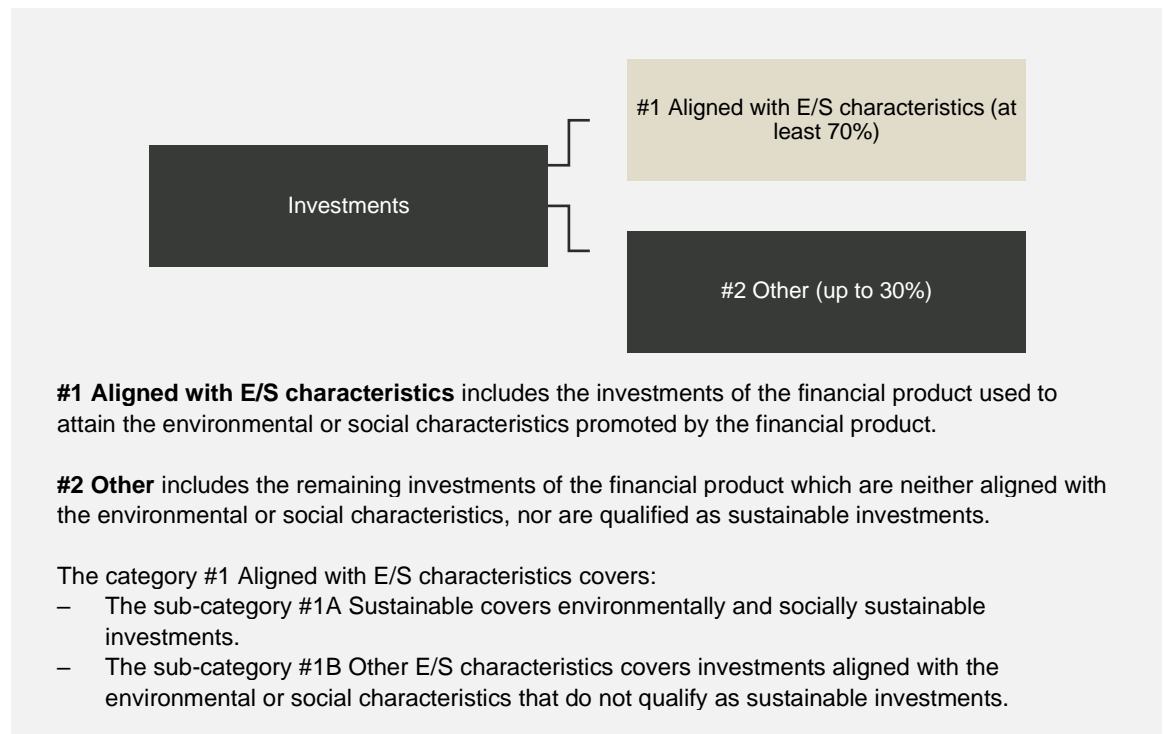 #1 Aligned with E/S characteristics (at
least 70%)
Investments
#2 Other (up to 30%)
#1 Aligned with E/S characteristics includes the investments of the financial product used to
attain the environmental or social characteristics promoted by the financial product.
#2 Other includes the remaining investments of the financial product which are neither aligned with
the environmental or social characteristics, nor are qualified as sustainable investments.
The category #1 Aligned with E/S characteristics covers:
– The sub-category #1A Sustainable covers environmentally and socially sustainable
investments.
– The sub-category #1B Other E/S characteristics covers investments aligned with the
environmental or social characteristics that do not qualify as sustainable investments.